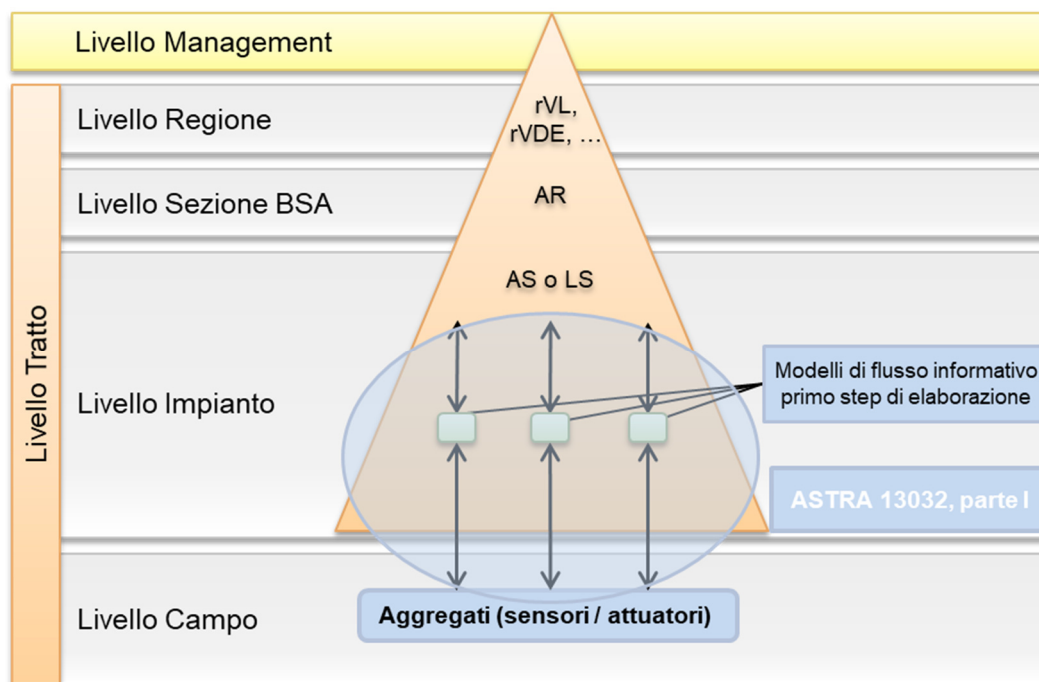 Livello Management
Livello Tratto
Livello Regione
rVL,
rVDE, ...
Livello Sezione BSA
AR
AS o LS
Livello Impianto
Modelli di flusso informativo
primo step di elaborazione
ASTRA 13032, parte I
Livello Campo
Aggregati (sensori / attuatori)